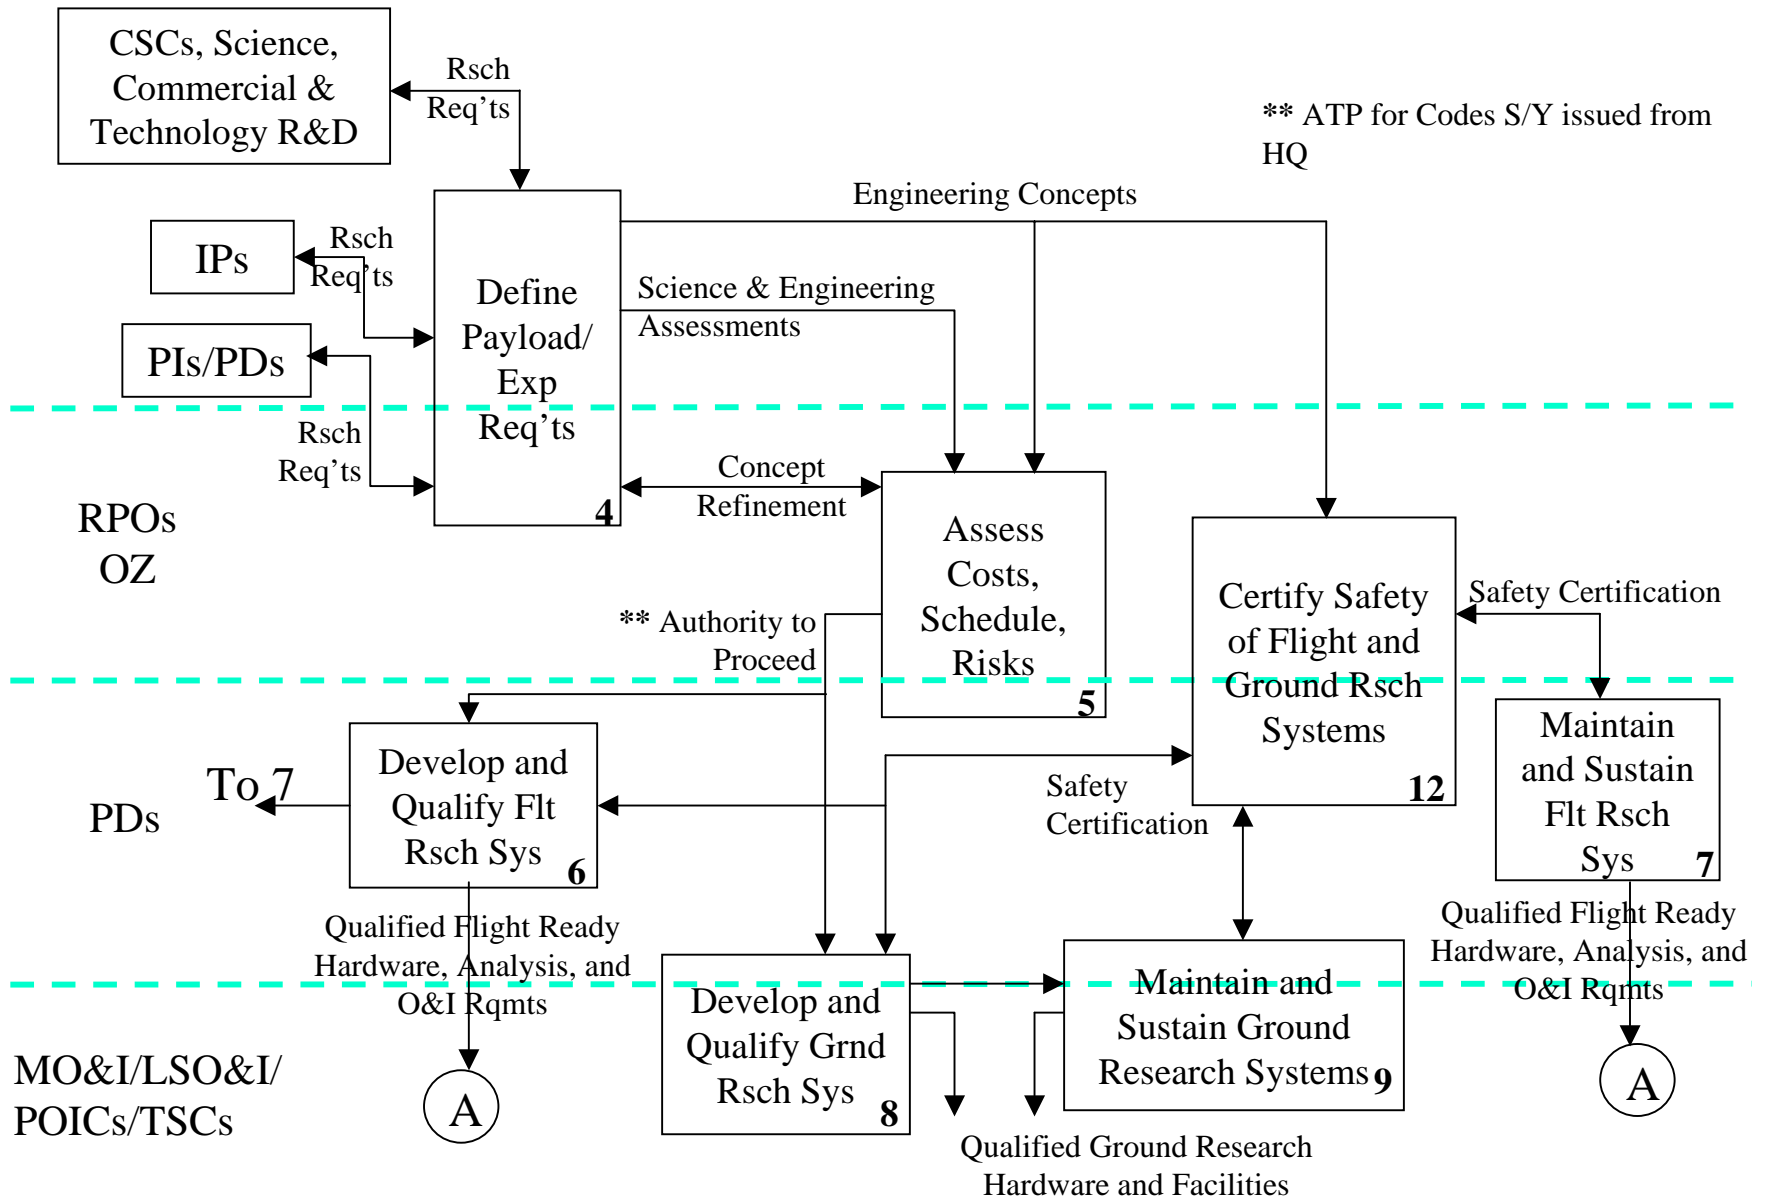 CSCs, Science,
Commercial &
Technology R&D
Rsch
Req’ts
** ATP for Codes S/Y issued from
HQ
Engineering Concepts
IPs
Rsch
Req’ts
PIs/PDs
Define
Payload/
Exp
Req’ts
4
Science & Engineering
Assessments
Rsch
Req’ts
Concept
Refinement
RPOs
OZ
Assess
Costs,
Schedule,
Risks
5
** Authority to
Proceed
Certify Safety
of Flight and
Ground Rsch
Systems
12
Safety Certification
Maintain
and Sustain
Flt Rsch
Sys
7
To 7
PDs
Develop and
Qualify Flt
Rsch Sys
6
Safety
Certification
Qualified Flight Ready
Hardware, Analysis, and
O&I Rqmts
Qualified Flight Ready
Hardware, Analysis, and
O&I Rqmts
MO&I/LSO&I/
POICs/TSCs
A
Develop and
Qualify Grnd
Rsch Sys
8
Maintain and
Sustain Ground
Research Systems
9
A
Qualified Ground Research
Hardware and Facilities